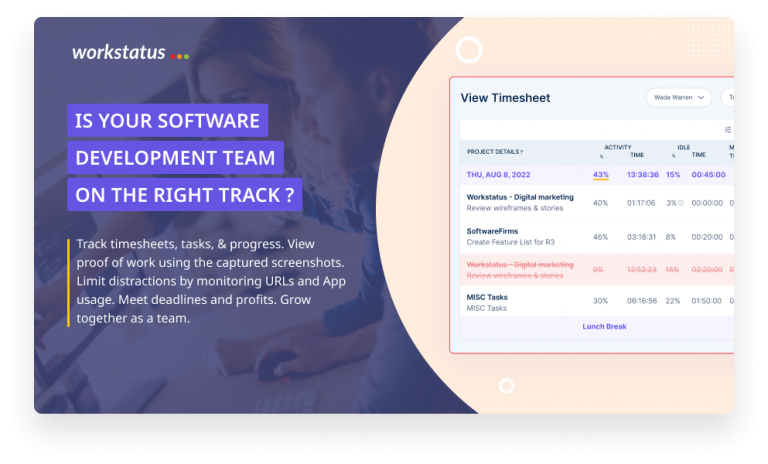 workstatus
IS YOUR SOFTWARE
DEVELOPMENT TEAM
ON THE RIGHT TRACK ?
Track timesheets, tasks, & progress. View
proof of work using the captured screenshots.
Limit distractions by monitoring URLs and App
usage. Meet deadlines and profits. Grow
together as a team.
View Timesheet
Wade Warren
PROJECT DETAILS ↑
ACTIVITY
IDLE
% TIME % TIME
THU, AUG 8, 2022 43% 13:38:36 15% 00:45:00
Workstatus - Digital marketing
Review wireframes & stories
40% 01:17:06 3% 00:00:00 0
SoftwareFirms
Create Feature List for R3
46% 03:18:31 8% 00:20:00 0
Workstatus - Digital marketing
Review wireframes & stories
0% 12:52:23 15% 02:20:00 0
MISC Tasks
MISC Tasks
30% 06:16:56 22% 01:50:00 0
Lunch Break